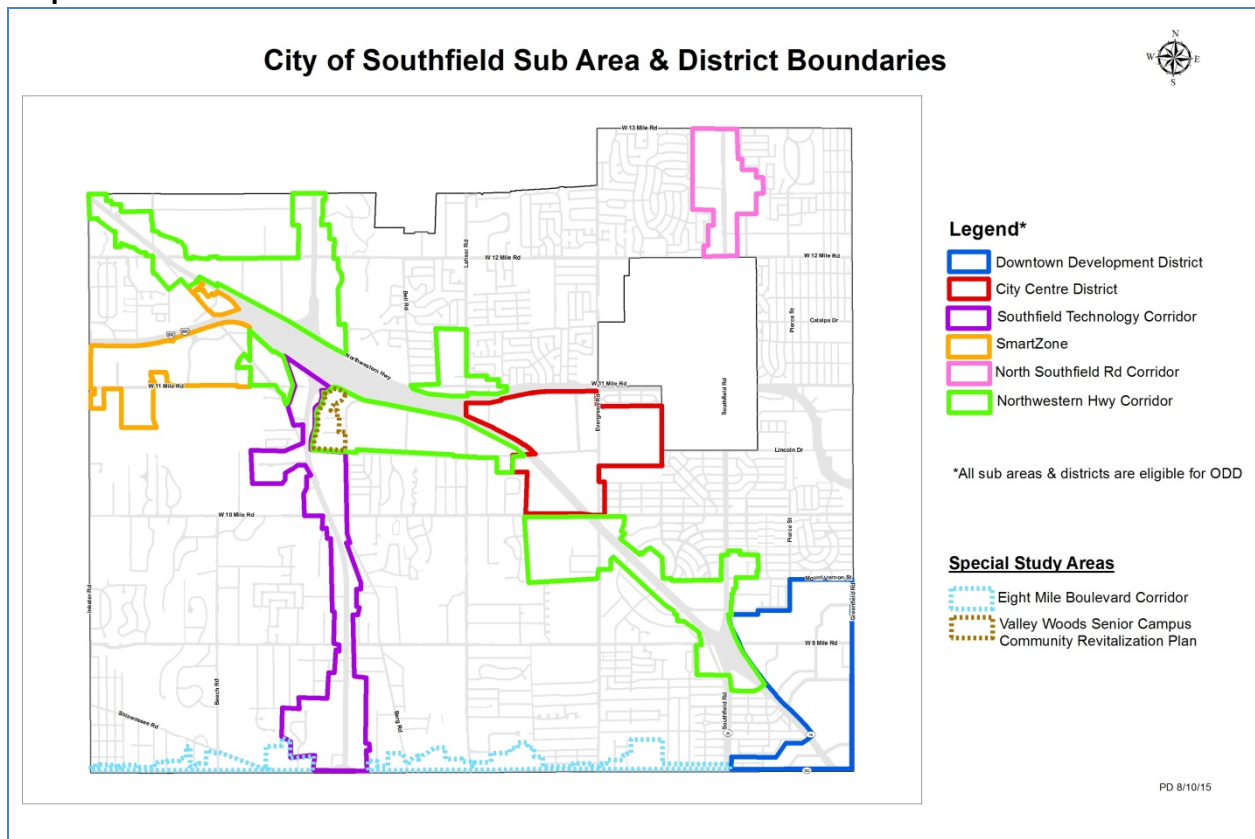 City of Southfield Sub Area & District Boundaries
N
W E
S
W 13 Mile Rd
Lahser Rd
W 12 Mile Rd
W 12 Mile Rd
Bell Rd
Pierce St
Catalpa Dr
Northwestern Hwy
W 11 Mile Rd
W 11 Mile Rd
Evergreen Rd
Southfield Rd
Lincoln Dr
W 10 Mile Rd
Pierce St
Mount Vernon St
Inkster Rd
Greenfield Rd
W 9 Mile Rd
Beech Rd
Shiawassee Rd
Berg Rd
Southfield Rd
Legend*
Downtown Development District
City Centre District
Southfield Technology Corridor
SmartZone
North Southfield Rd Corridor
Northwestern Hwy Corridor
*All sub areas & districts are eligible for ODD
Special Study Areas
Eight Mile Boulevard Corridor
Valley Woods Senior Campus
Community Revitalization Plan
PD 8/10/15